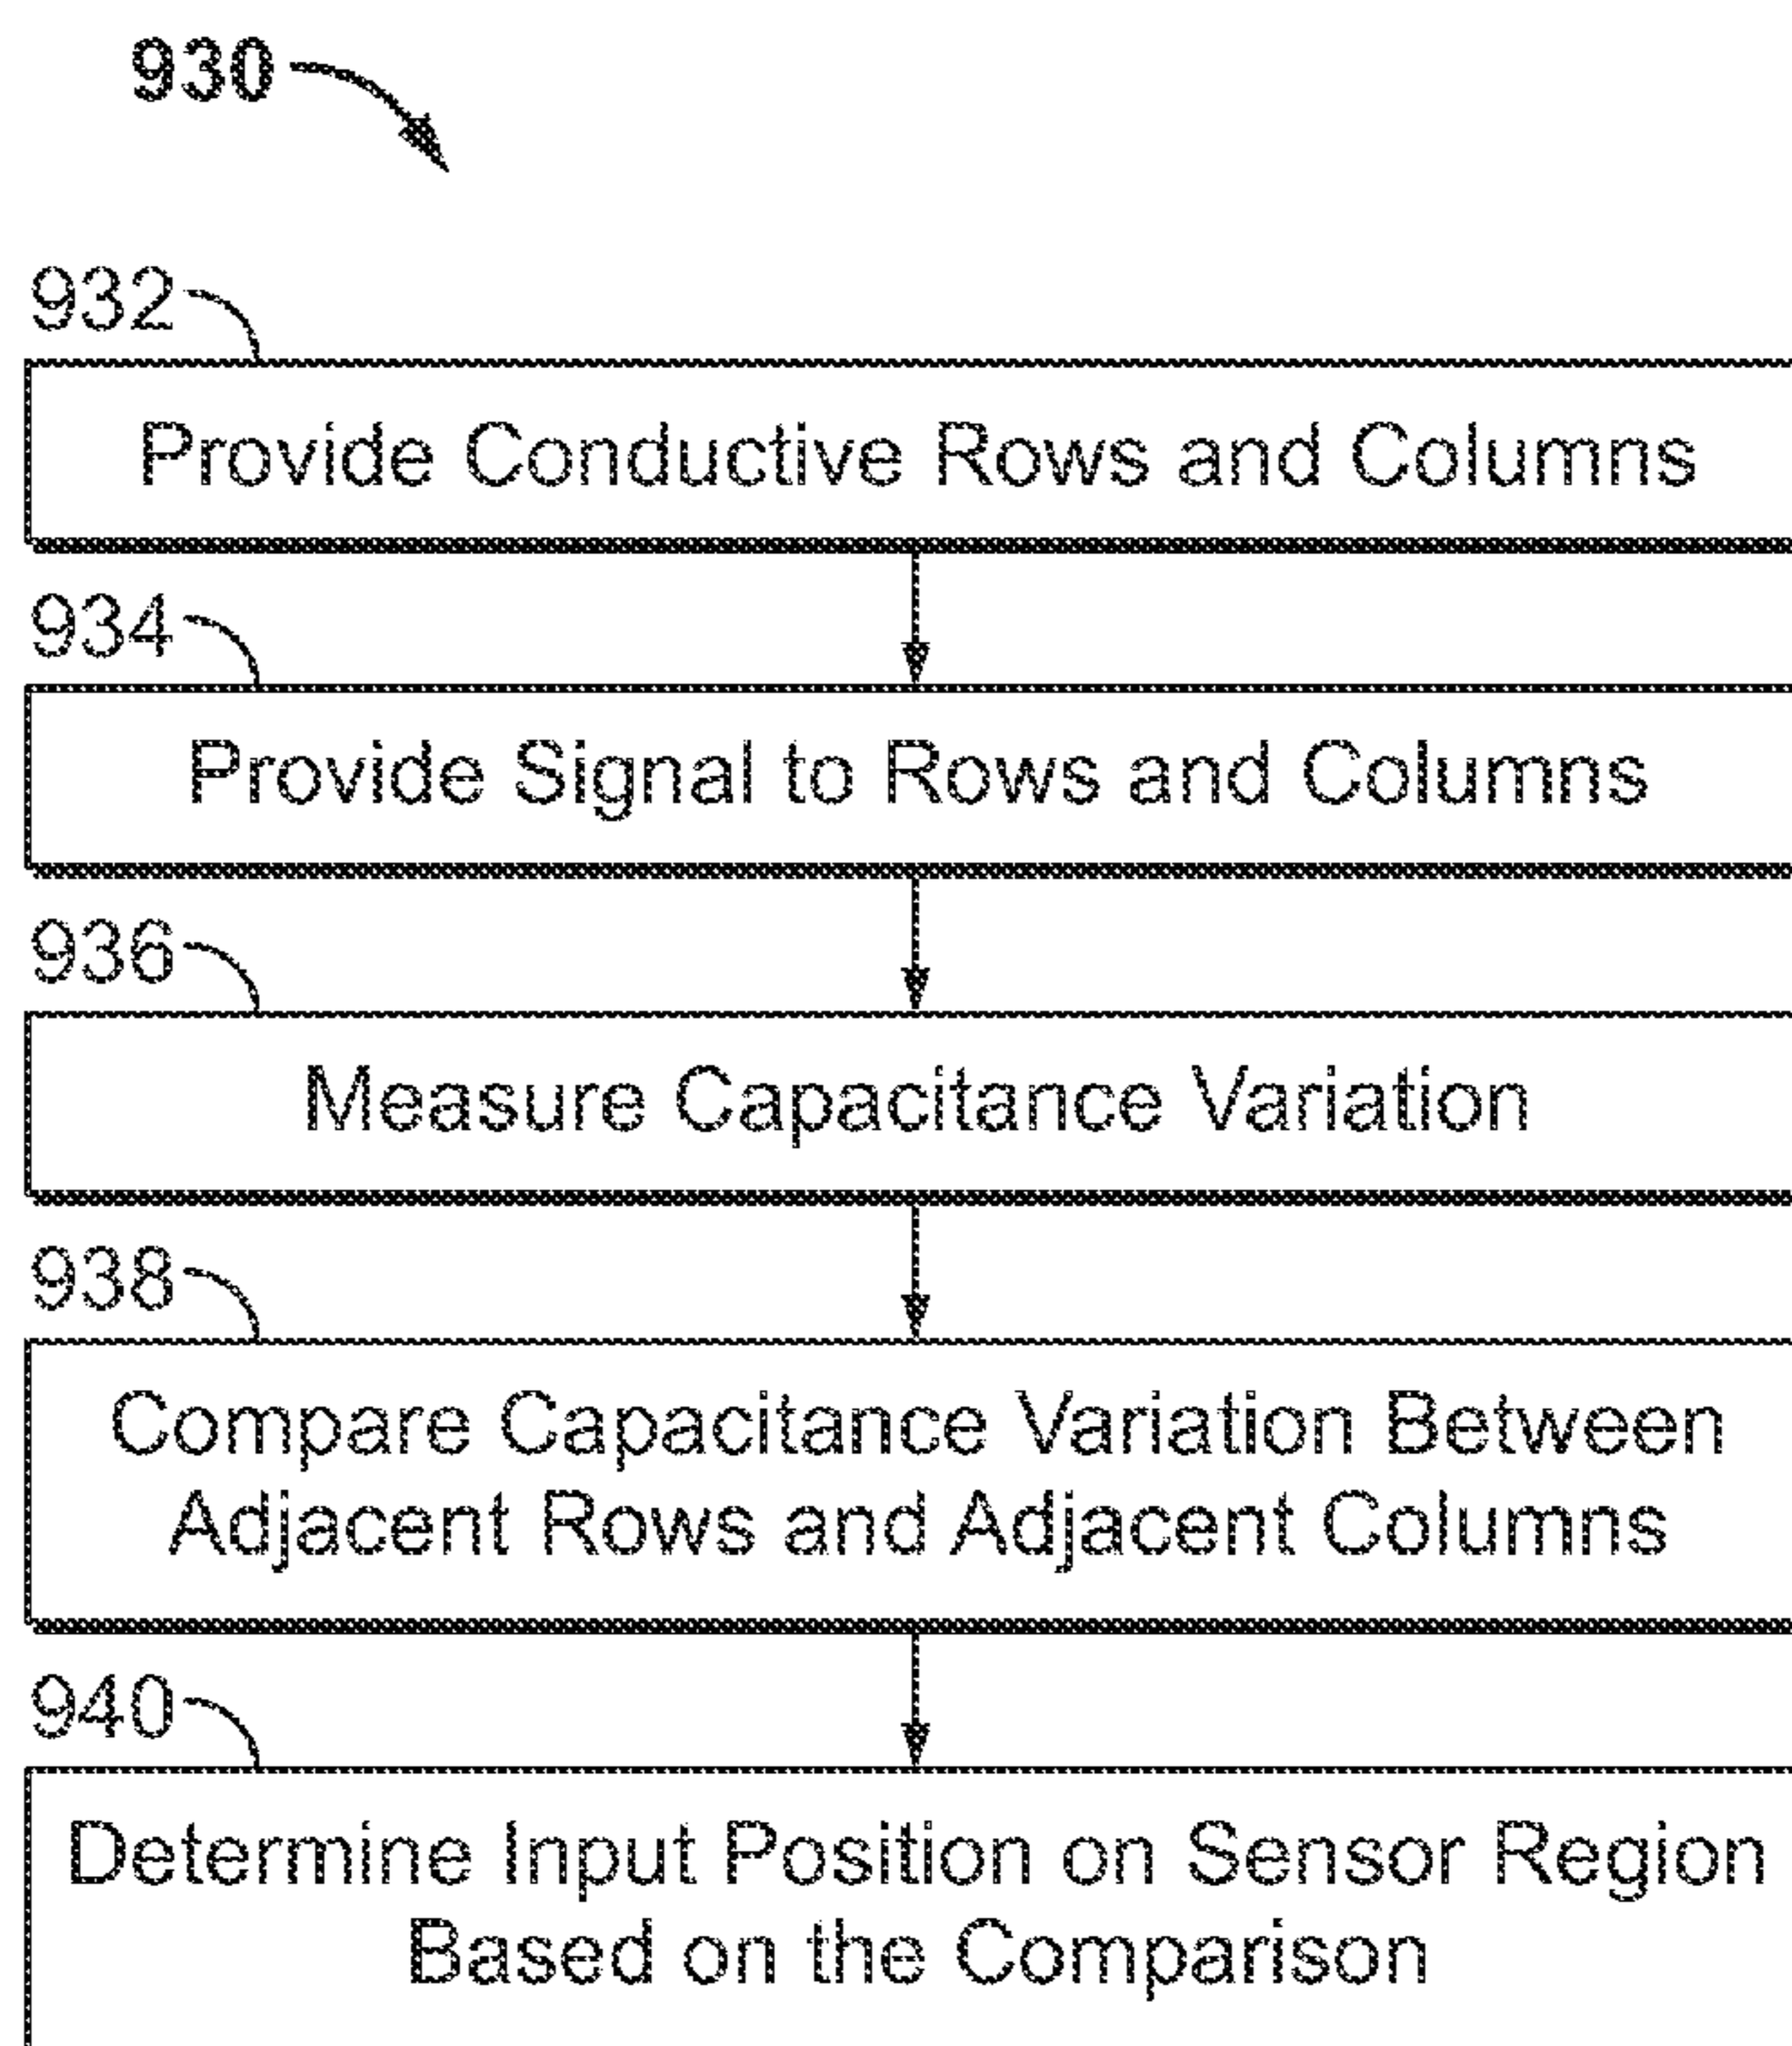 930
932
Provide Conductive Rows and Columns
934
Provide Signal to Rows and Columns
936
Measure Capacitance Variation
938
Compare Capacitance Variation Between
Adjacent Rows and Adjacent Columns
940
Determine Input Position on Sensor Region
Based on the Comparison